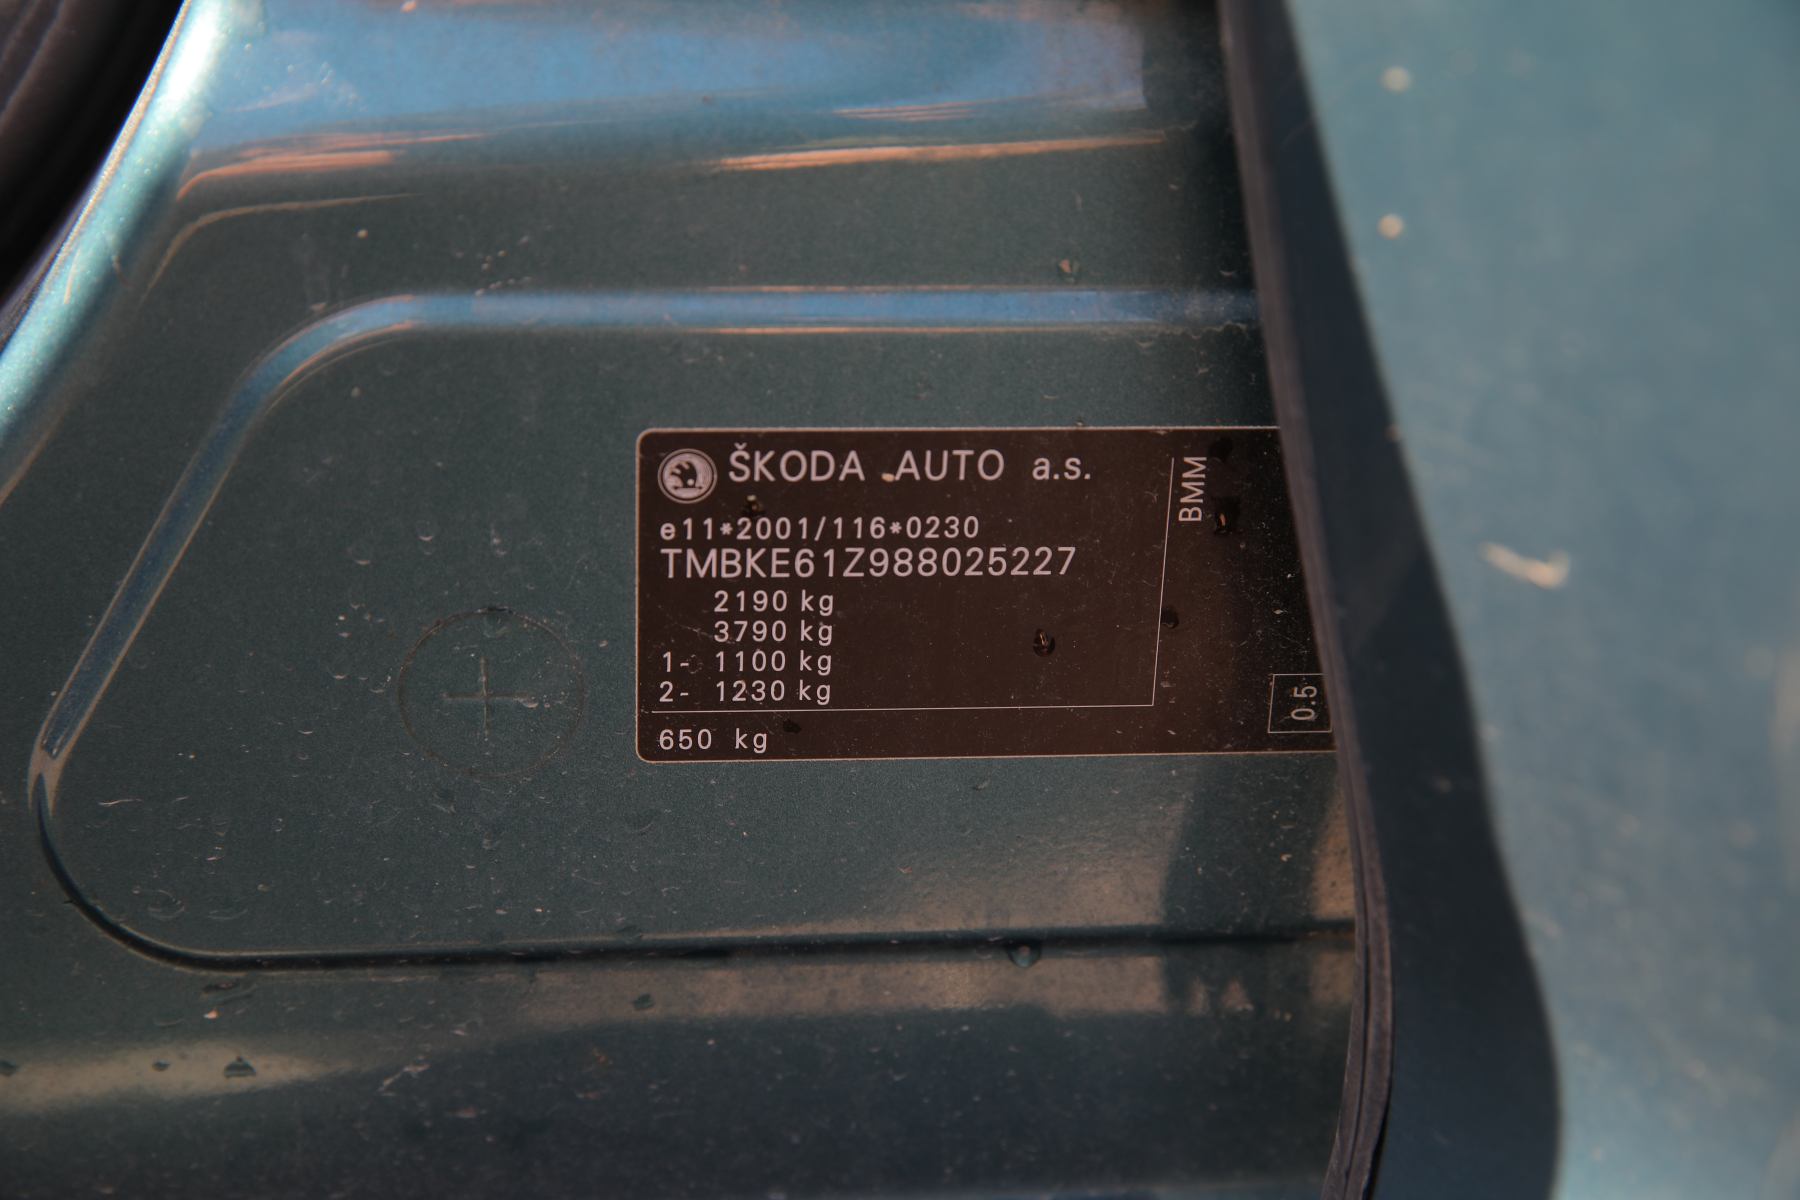 ŠKODA AUTO a.s.
e11*2001/116*0230
TMBKE61Z988025227
2190 kg
3790 kg
1- 1100 kg
2- 1230 kg
650 kg
BMM
0.5